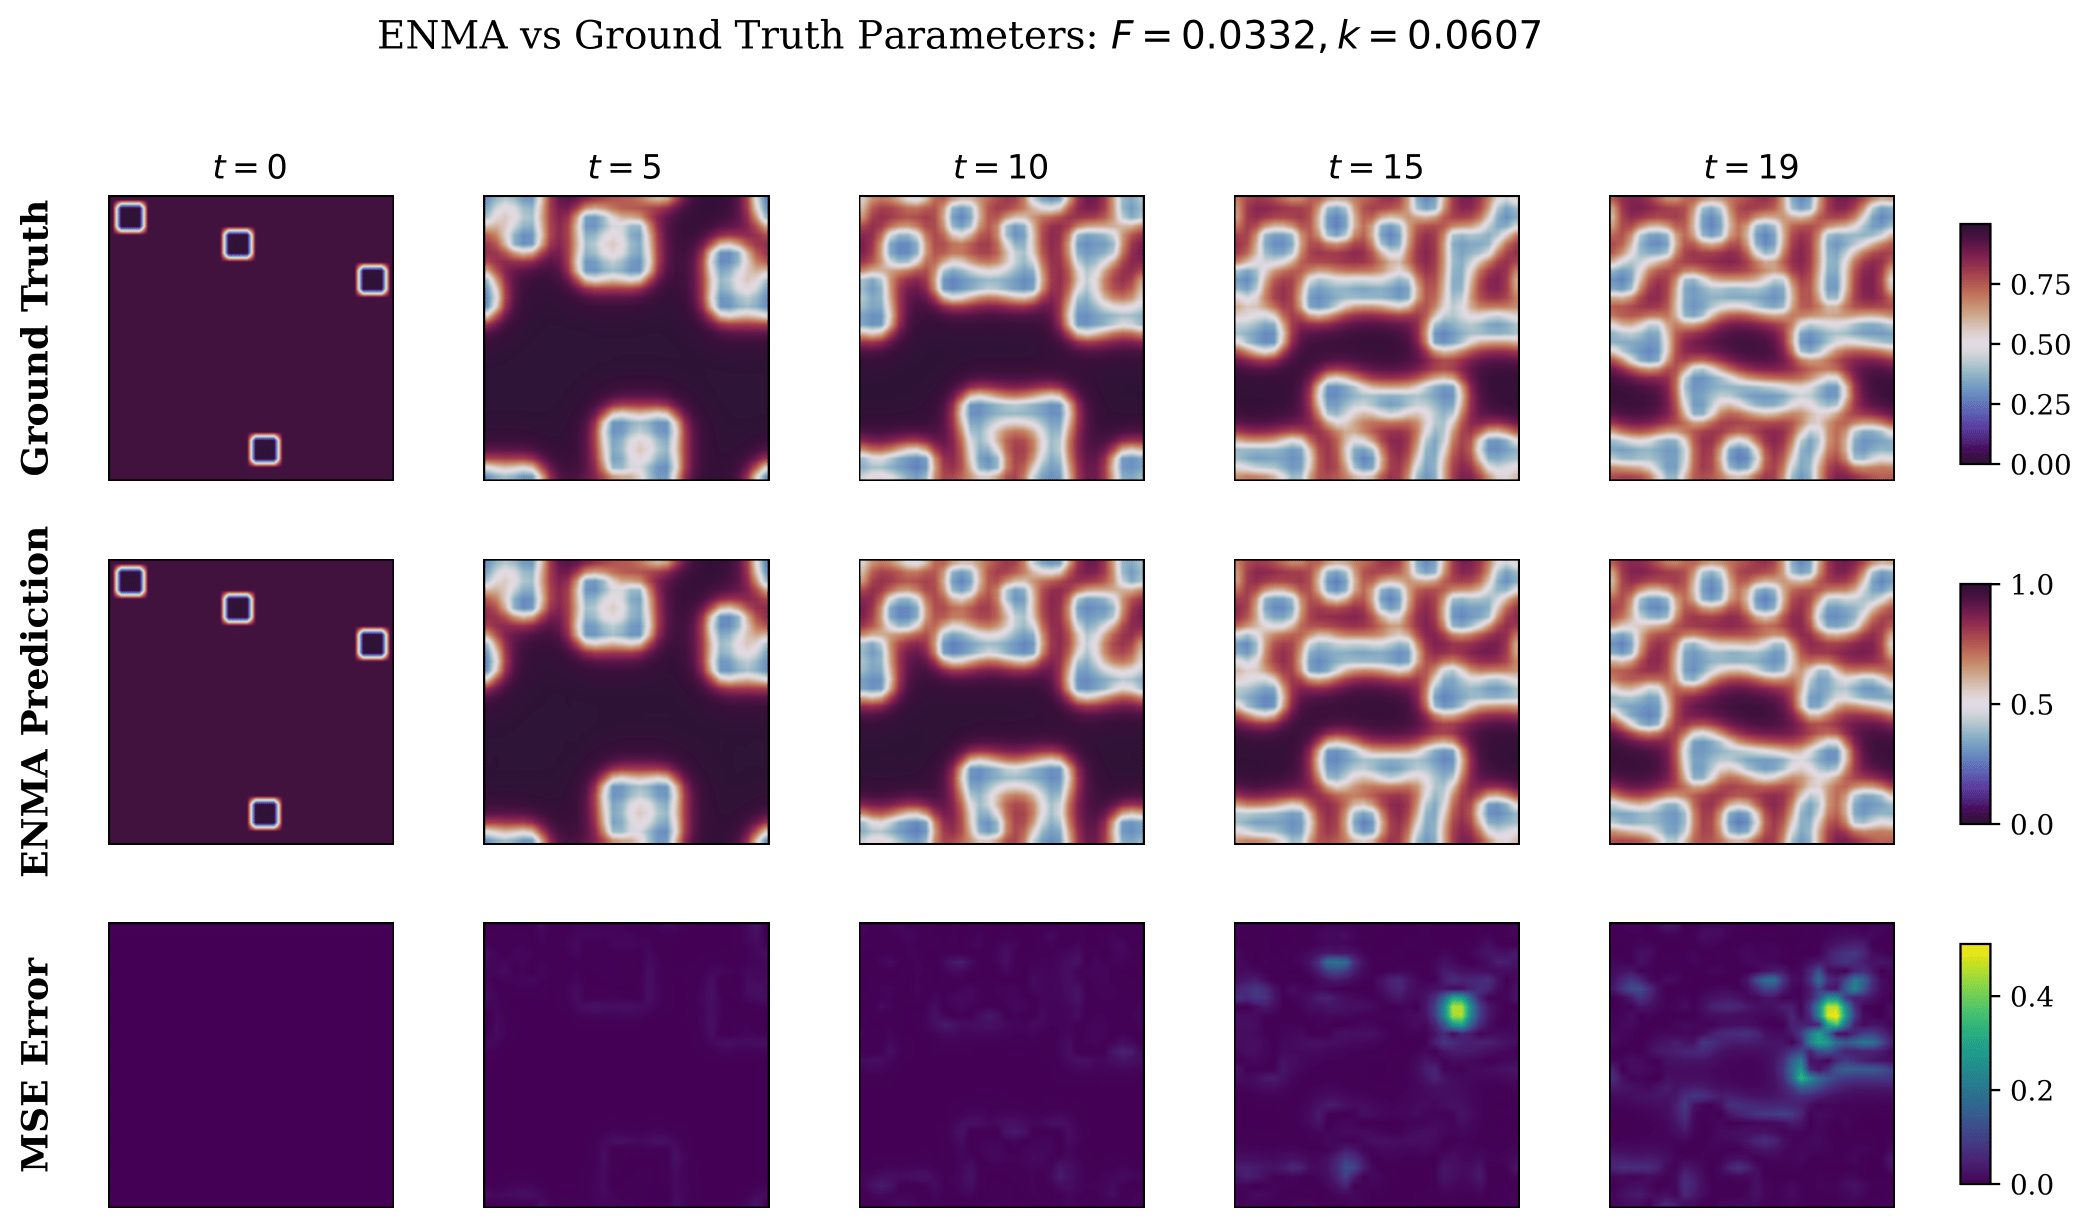 ENMA vs Ground Truth Parameters: F = 0.0332, k = 0.0607
t = 0 t = 5 t = 10 t = 15 t = 19
Ground Truth
0.75
0.50
0.25
0.00
ENMA Prediction
1.0
0.5
0.0
MSE Error
0.4
0.2
0.0